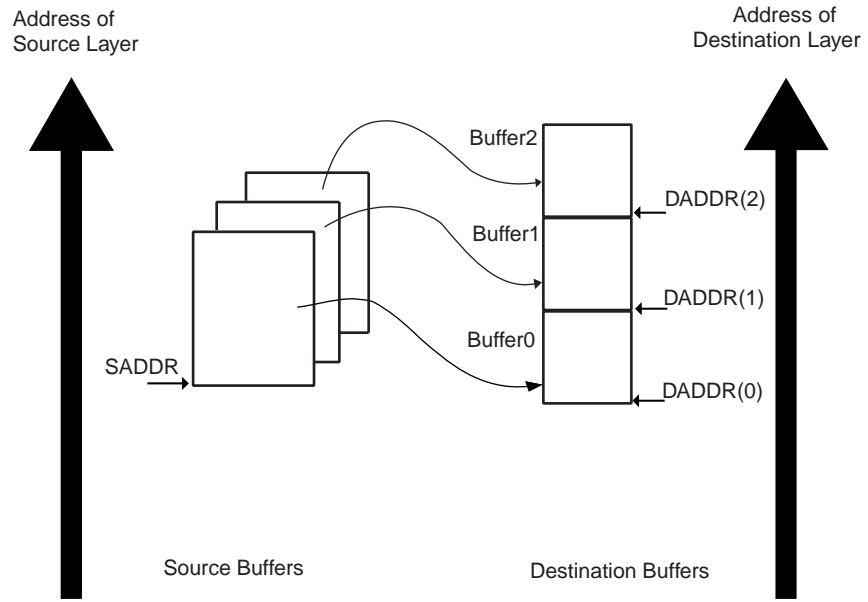 Address of
Source Layer
Address of
Destination Layer
Buffer2
DADDR(2)
Buffer1
DADDR(1)
Buffer0
SADDR
DADDR(0)
Source Buffers
Destination Buffers